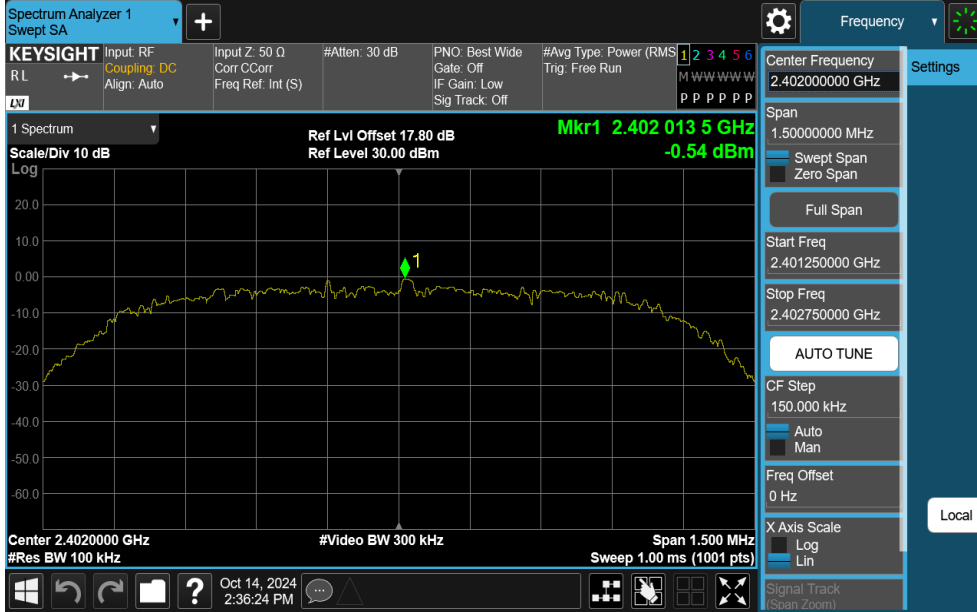 Spectrum Analyzer 1
Swept SA
+
Frequency
KEYSIGHT
R L
LXI
Input: RF
Coupling: DC
Align: Auto
Input Z: 50 Ω
Corr CCorr
Freq Ref: Int (S)
#Atten: 30 dB
PNO: Best Wide
Gate: Off
IF Gain: Low
Sig Track: Off
#Avg Type: Power (RMS
Trig: Free Run
1 2 3 4 5 6
M W W W W W
P P P P P P
1 Spectrum
Scale/Div 10 dB
Ref Lvl Offset 17.80 dB
Ref Level 30.00 dBm
Mkr1 2.402 013 5 GHz
-0.54 dBm
Log
20.0
10.0
0.00
-10.0
-20.0
-30.0
-40.0
-50.0
-60.0
1
Center 2.4020000 GHz
#Res BW 100 kHz
#Video BW 300 kHz
Span 1.500 MHz
Sweep 1.00 ms (1001 pts)
Center Frequency
2.402000000 GHz
Span
1.50000000 MHz
Swept Span
Zero Span
Full Span
Start Freq
2.401250000 GHz
Stop Freq
2.402750000 GHz
AUTO TUNE
CF Step
150.000 kHz
Auto
Man
Freq Offset
0 Hz
X Axis Scale
Log
Lin
Signal Track
(Span Zoom)
Settings
Local
?
Oct 14, 2024
2:36:24 PM